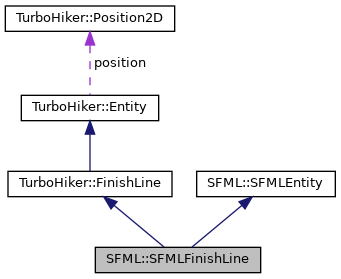 TurboHiker::Position2D
position
TurboHiker::Entity
TurboHiker::FinishLine
SFML::SFMLEntity
SFML::SFMLFinishLine